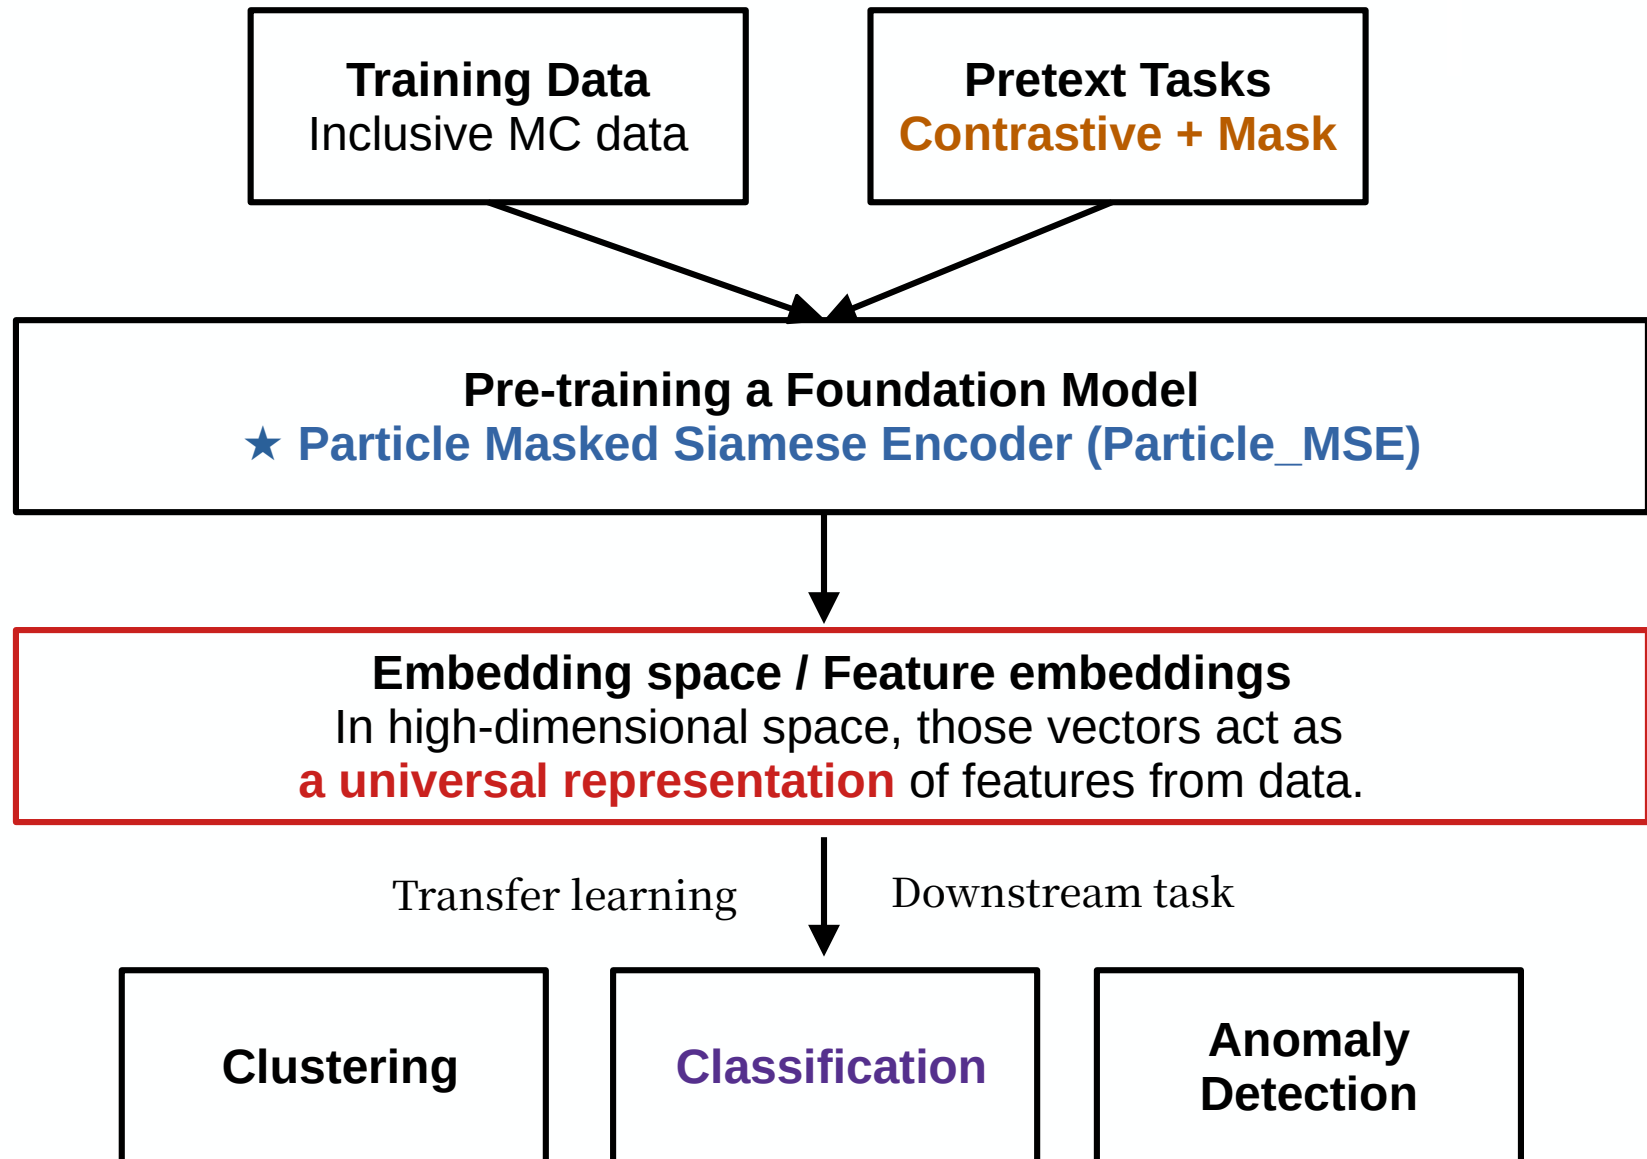 Training Data
Inclusive MC data
Pretext Tasks
Contrastive + Mask
Pre-training a Foundation Model
★ Particle Masked Siamese Encoder (Particle_MSE)
Embedding space / Feature embeddings
In high-dimensional space, those vectors act as
a universal representation of features from data.
Transfer learning
Downstream task
Clustering
Classification
Anomaly
Detection